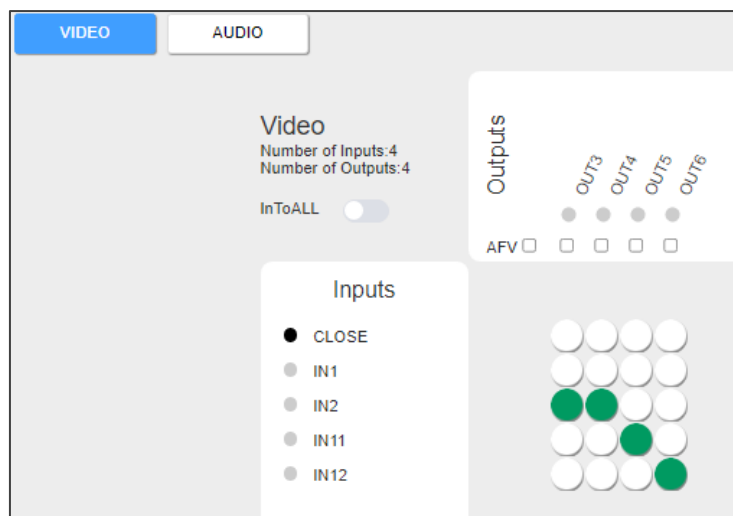 VIDEO
AUDIO
Video
Number of Inputs:4
Number of Outputs:4
InToALL
Outputs
OUT3
OUT4
OUT5
OUT6
AFV
Inputs
CLOSE
IN1
IN2
IN11
IN12